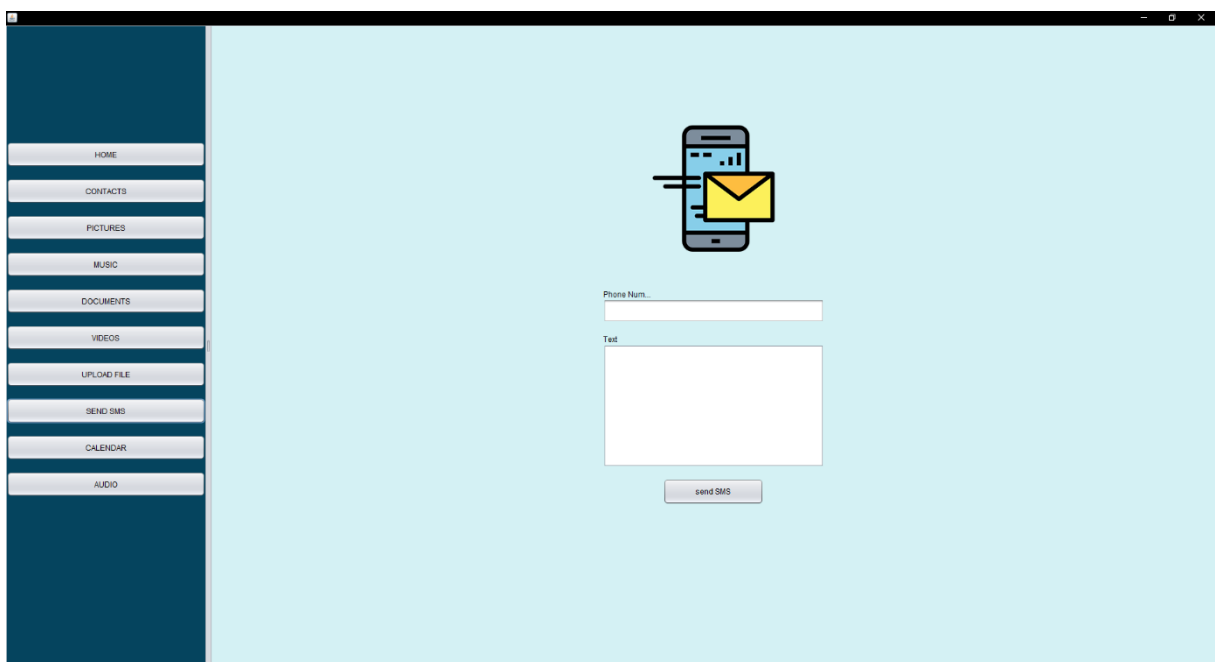 HOME
CONTACTS
PICTURES
MUSIC
DOCUMENTS
VIDEOS
UPLOAD FILE
SEND SMS
CALENDAR
AUDIO
Phone Num...
Text
send SMS